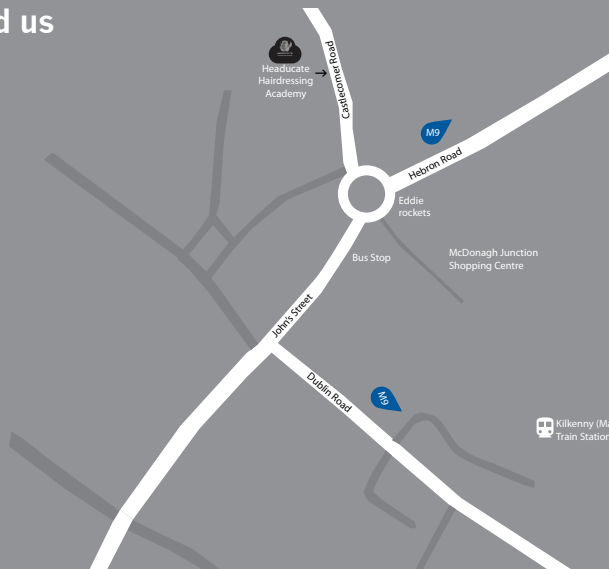 d us
Headucate
Hairdressing
Academy
Castlecomer Road
M9
Hebron Road
Eddie
rockets
Bus Stop
McDonagh Junction
Shopping Centre
John's Street
Dublin Road
M9
Kilkenny (Ma
Train Station